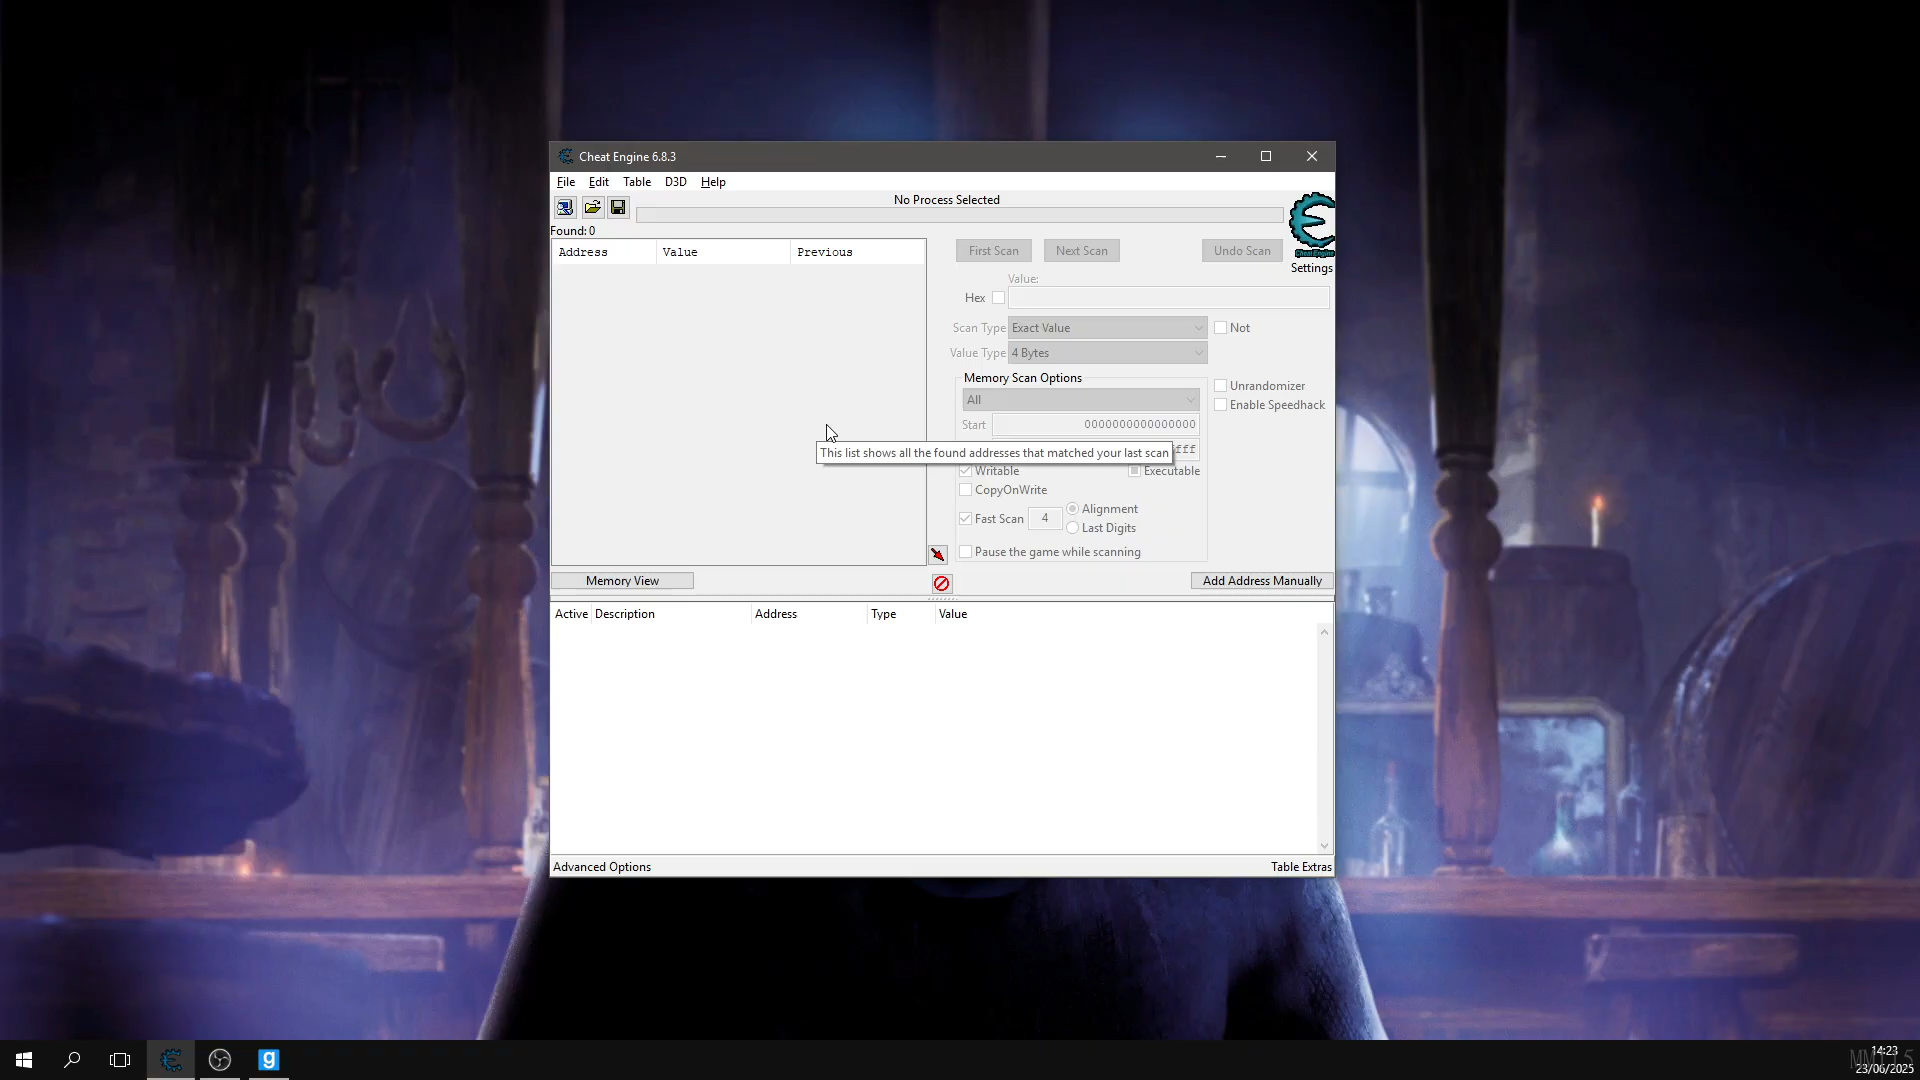 Cheat Engine 6.8.3
File Edit Table D3D Help
No Process Selected
Found: 0
Address Value Previous
First Scan Next Scan Undo Scan
Cheat Engine
Settings
Value:
Hex
Scan Type Exact Value Not
Value Type 4 Bytes
Memory Scan Options
All
Unrandomizer
Start 0000000000000000
Enable Speedhack
fff
This list shows all the found addresses that matched your last scan
Writable Executable
CopyOnWrite
Fast Scan 4 Alignment
Last Digits
Pause the game while scanning
Memory View
Add Address Manually
Active Description Address Type Value
Advanced Options Table Extras
g
14:23
23/06/2025